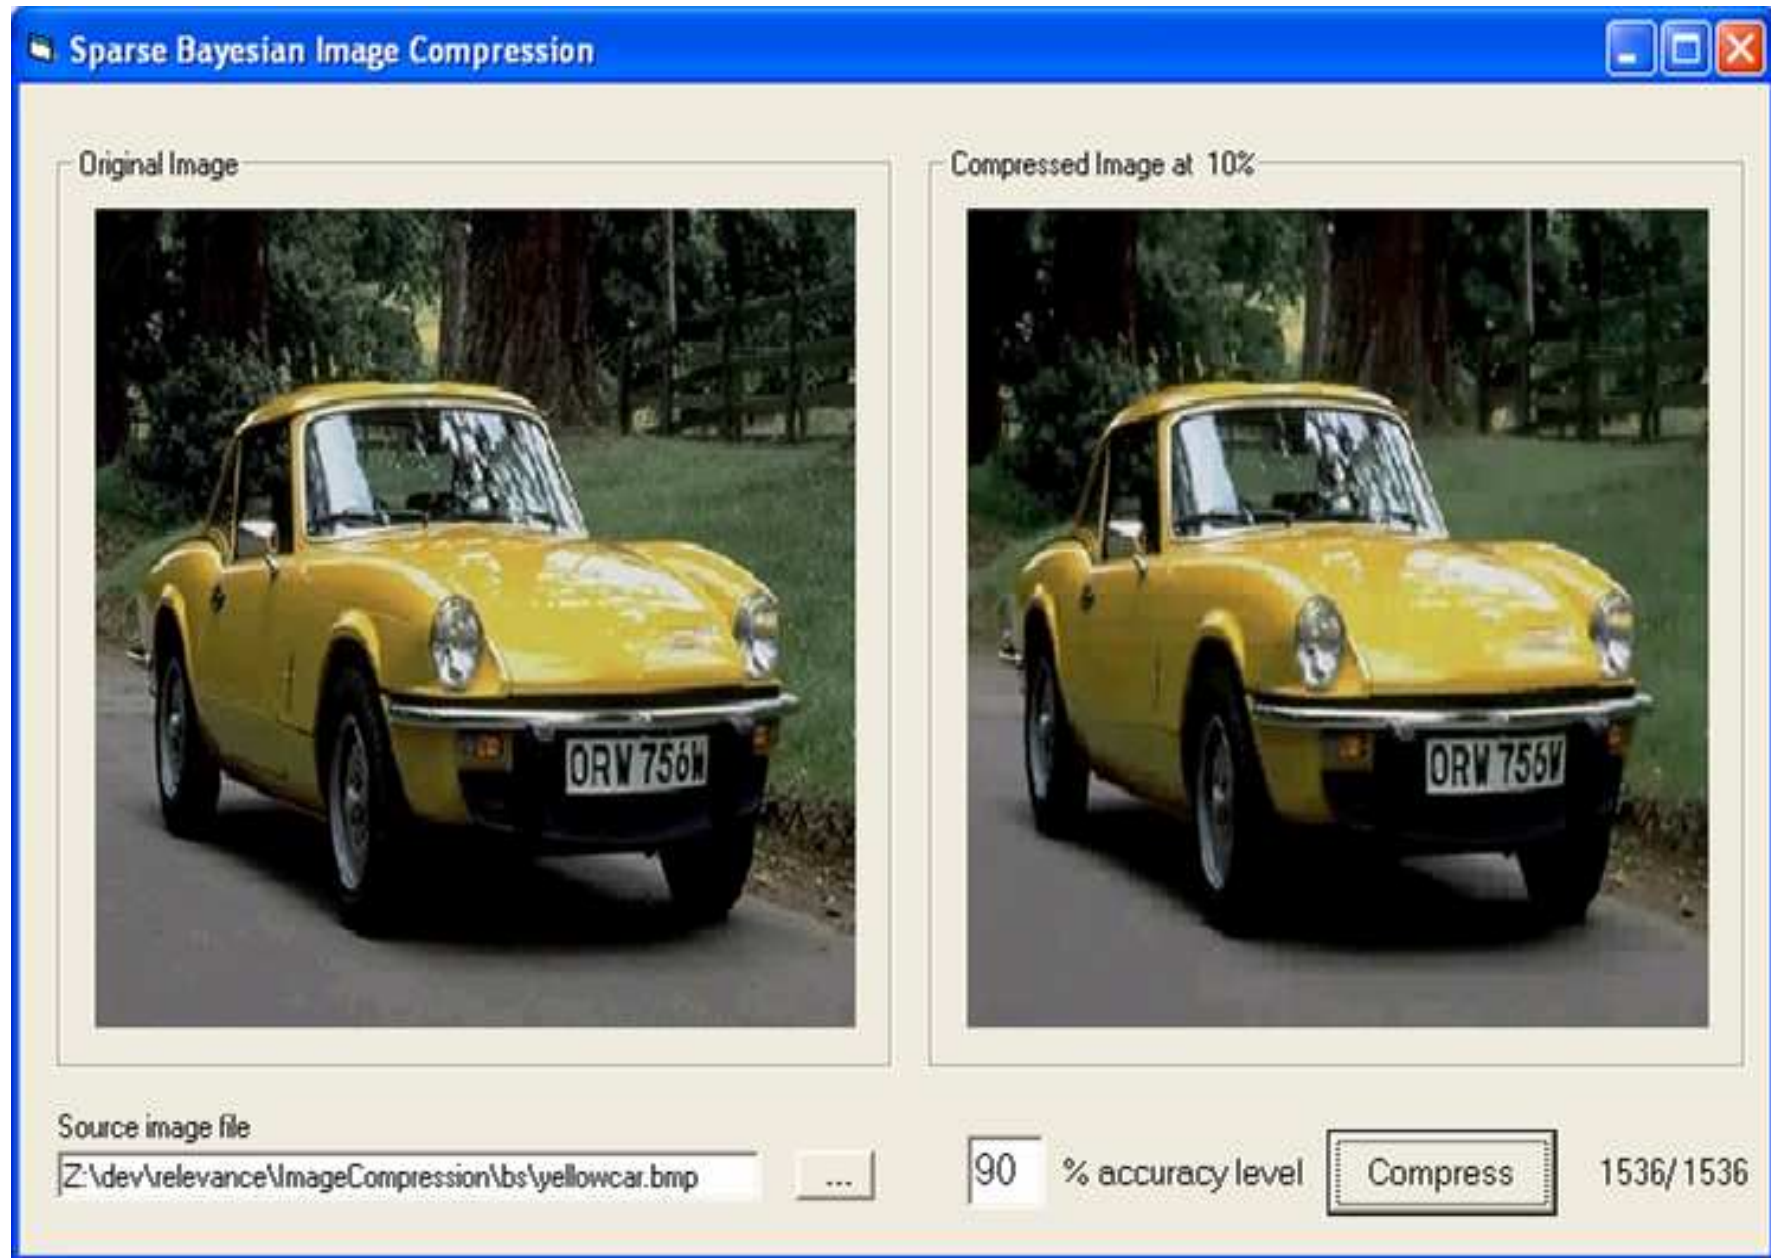 Sparse Bayesian Image Compression
Original Image
Compressed Image at 10%
ORW 756W
ORW 756W
Source image file
Z:\dev\relevance\ImageCompression\bs\yellowcar.bmp
...
90 % accuracy level
Compress
1536/1536